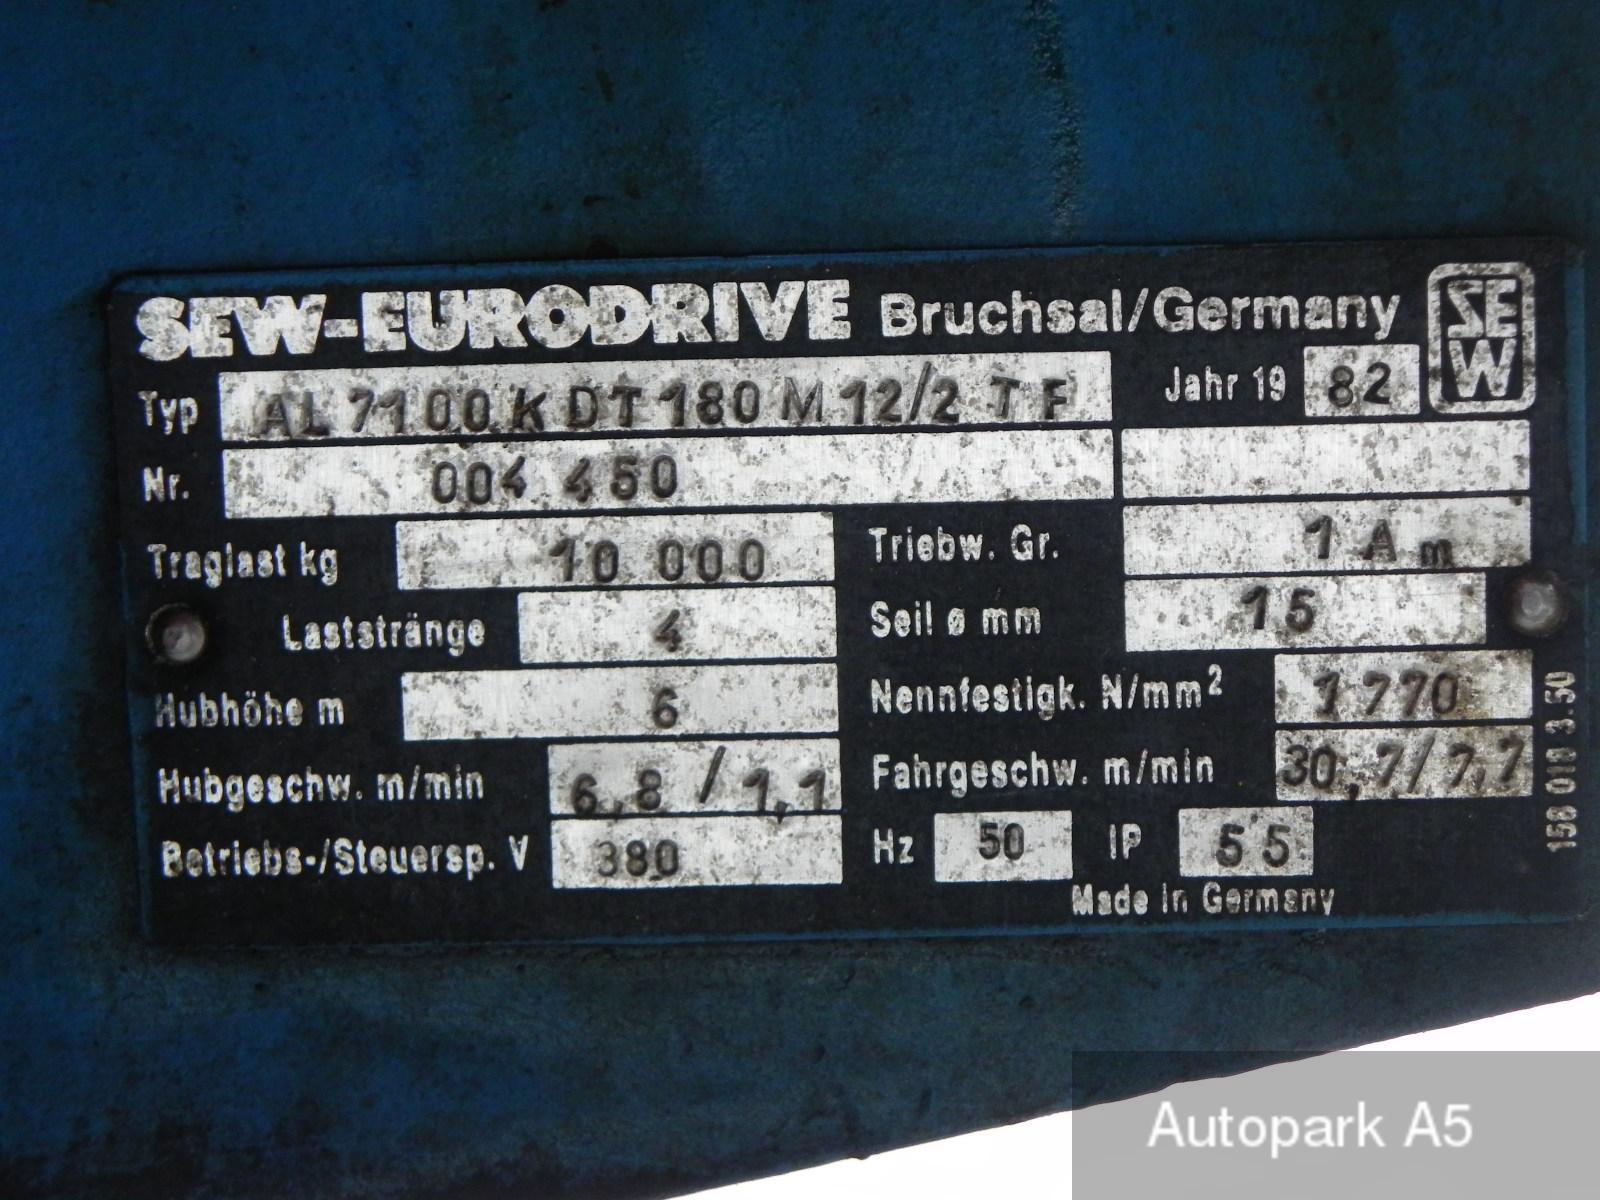 SEW-EURODRIVE Bruchsal/Germany SEW
Typ AL 7100 K DT 180 M 12/2 T F Jahr 19 82
Nr. 004 450
Traglast kg 10 000 Triebw. Gr. 1 A m
Laststränge 4 Seil ø mm 15
Hubhöhe m 6 Nennfestigk. N/mm² 1770
Hubgeschw. m/min 6,8 / 1,1 Fahrgeschw. m/min 30,7/7,7
Betriebs-/Steuersp. V 380 Hz 50 IP 55
Made in Germany
158 018 3.50
Autopark A5